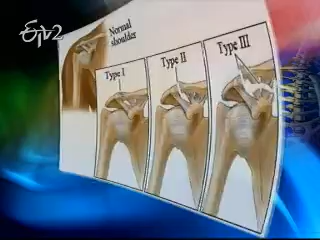 ETV2
Normal
shoulder
Type I
Type II
Type III